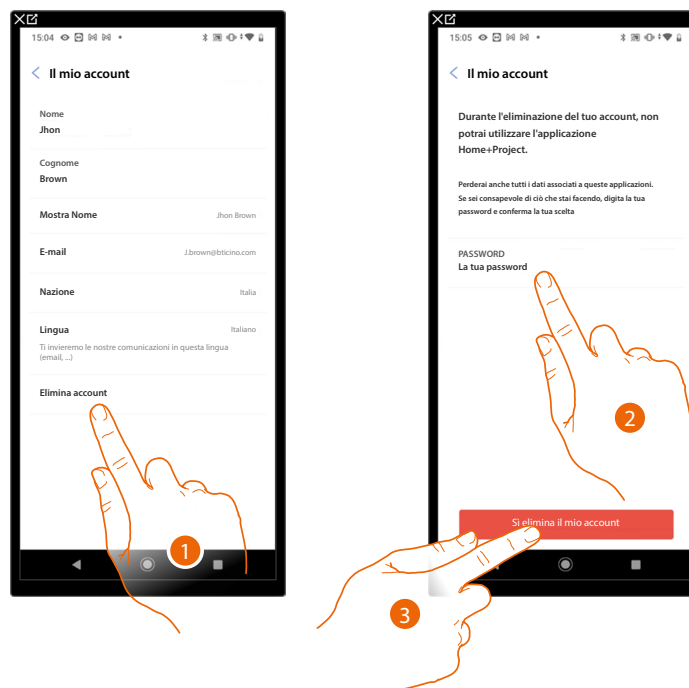 15:04
Il mio account
Nome
Jhon
Cognome
Brown
Mostra Nome Jhon Brown
E-mail J.brown@bticino.com
Nazione Italia
Lingua Italiano
Ti invieremo le nostre comunicazioni in questa lingua
(email, ...)
Elimina account
1
15:05
Il mio account
Durante l'eliminazione del tuo account, non
potrai utilizzare l'applicazione
Home+Project.
Perderai anche tutti i dati associati a queste applicazioni.
Se sei consapevole di ciò che stai facendo, digita la tua
password e conferma la tua scelta
PASSWORD
La tua password
2
Sì elimina il mio account
3